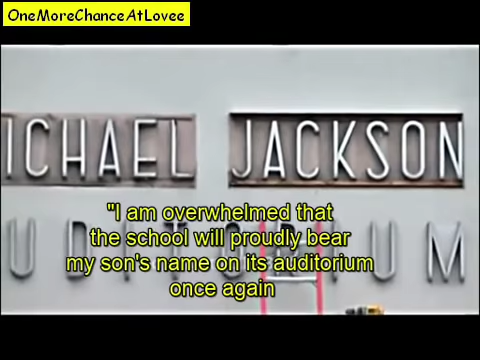 OneMoreChanceAtLovee
ICHAEL JACKSON
UDITORIUM
"I am overwhelmed that
the school will proudly bear
my son's name on its auditorium
once again